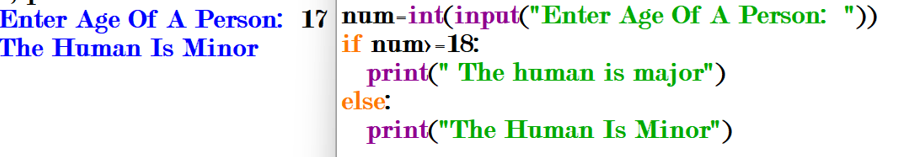 Enter Age Of A Person: 17
The Human Is Minor
num=int(input("Enter Age Of A Person: "))
if num>=18:
print(" The human is major")
else:
print("The Human Is Minor")